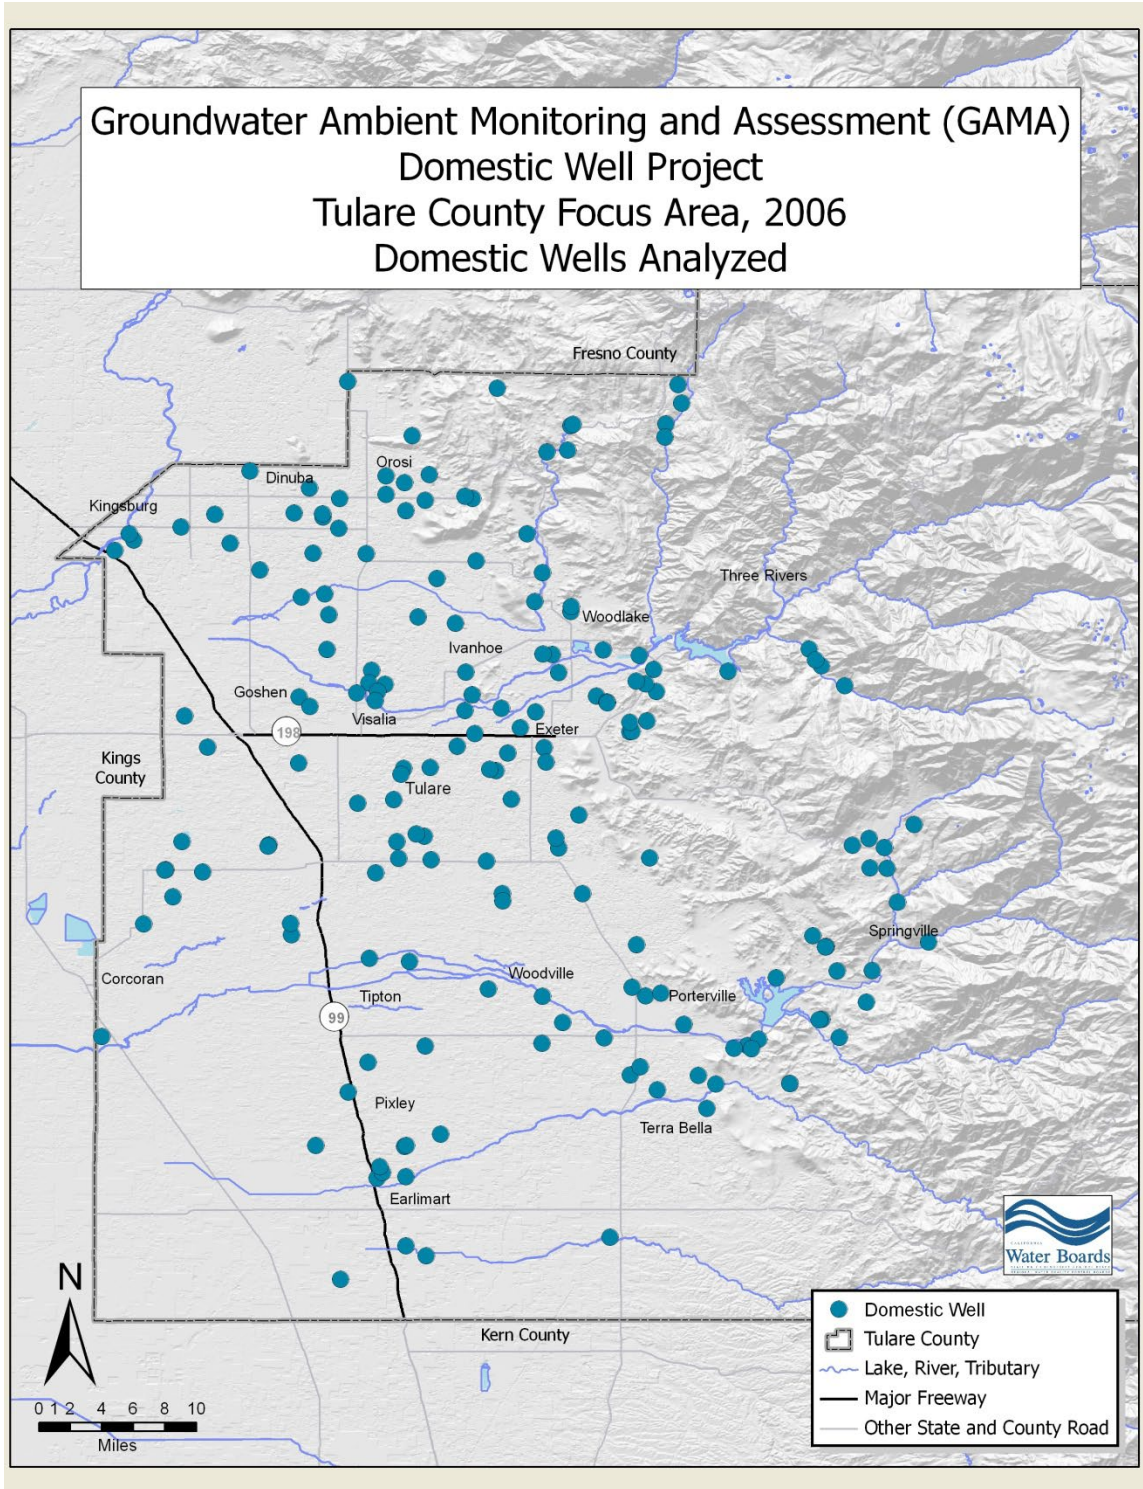 Groundwater Ambient Monitoring and Assessment (GAMA)
Domestic Well Project
Tulare County Focus Area, 2006
Domestic Wells Analyzed
Fresno County
Orosi
Dinuba
Kingsburg
Three Rivers
Woodlake
Ivanhoe
Goshen
Visalia
Exeter
198
Kings
County
Tulare
Springville
Corcoran
Woodville
Tipton
Porterville
99
Pixley
Terra Bella
Earlimart
CALIFORNIA
Water Boards
N
Kern County
0 1 2 4 6 8 10
Miles
Domestic Well
Tulare County
Lake, River, Tributary
Major Freeway
Other State and County Road